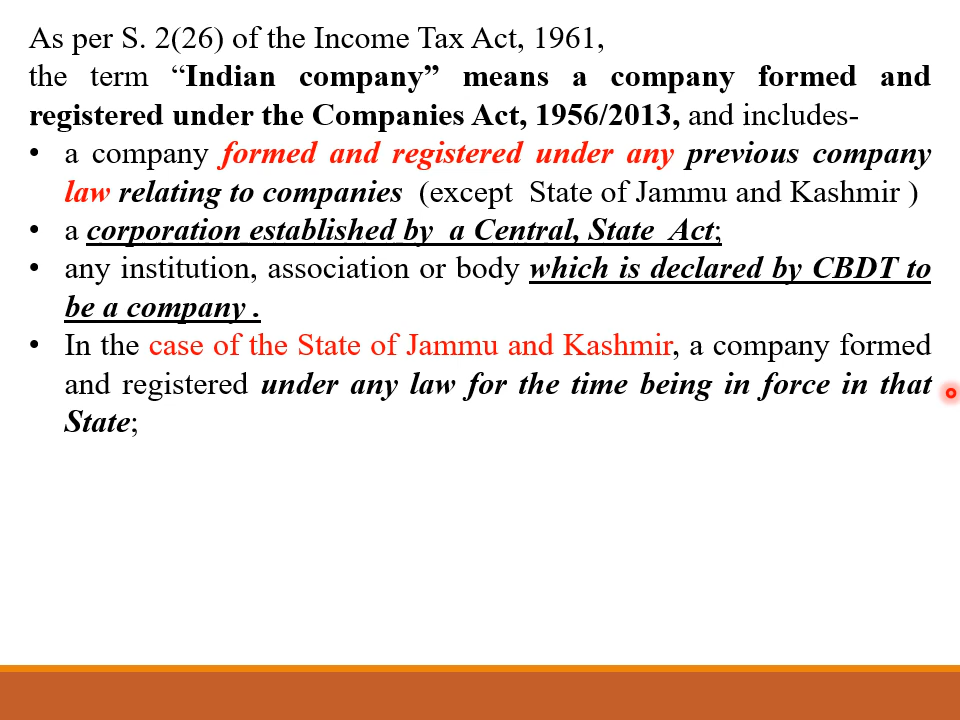 As per S. 2(26) of the Income Tax Act, 1961,
the term “Indian company” means a company formed and
registered under the Companies Act, 1956/2013, and includes-
• a company formed and registered under any previous company
law relating to companies (except State of Jammu and Kashmir )
• a corporation established by a Central, State Act;
• any institution, association or body which is declared by CBDT to
be a company .
• In the case of the State of Jammu and Kashmir, a company formed
and registered under any law for the time being in force in that
State;